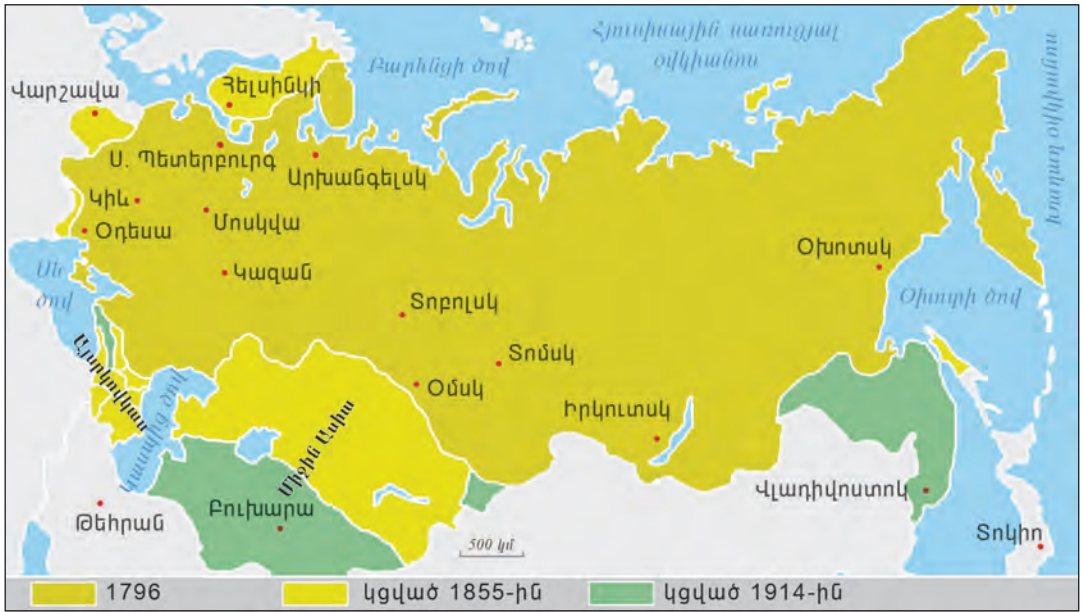 Հյուսիսային սառուցյալ
օվկիանոս
Բարենցի ծով
Հելսինկի
Վարշավա
Ս. Պետերբուրգ
Արխանգելսկ
Կիև
Մոսկվա
Օդեսա
Կազան
Սև
ծով
Օխոտսկ
Օխոտի ծով
Տոբոլսկ
Տոմսկ
Օմսկ
Իրկուտսկ
Այսրկովկաս
Կասպից ծով
Միջին Ասիա
Վլադիվոստոկ
Թեհրան
Բուխարա
Տոկիո
500 կմ
1796
կցված 1855-ին
կցված 1914-ին